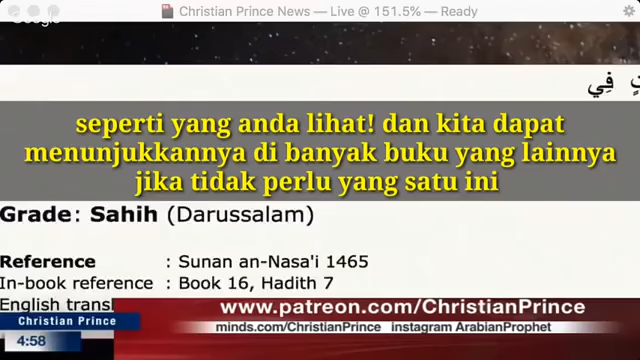 Christian Prince News — Live @ 151.5% — Ready
فِي
seperti yang anda lihat! dan kita dapat
menunjukkannya di banyak buku yang lainnya
jika tidak perlu yang satu ini
Grade: Sahih (Darussalam)
Reference : Sunan an-Nasa'i 1465
In-book reference : Book 16, Hadith 7
English transl
www.patreon.com/ChristianPrince
Christian Prince
minds.com/ChristianPrince instagram ArabianProphet
4:58